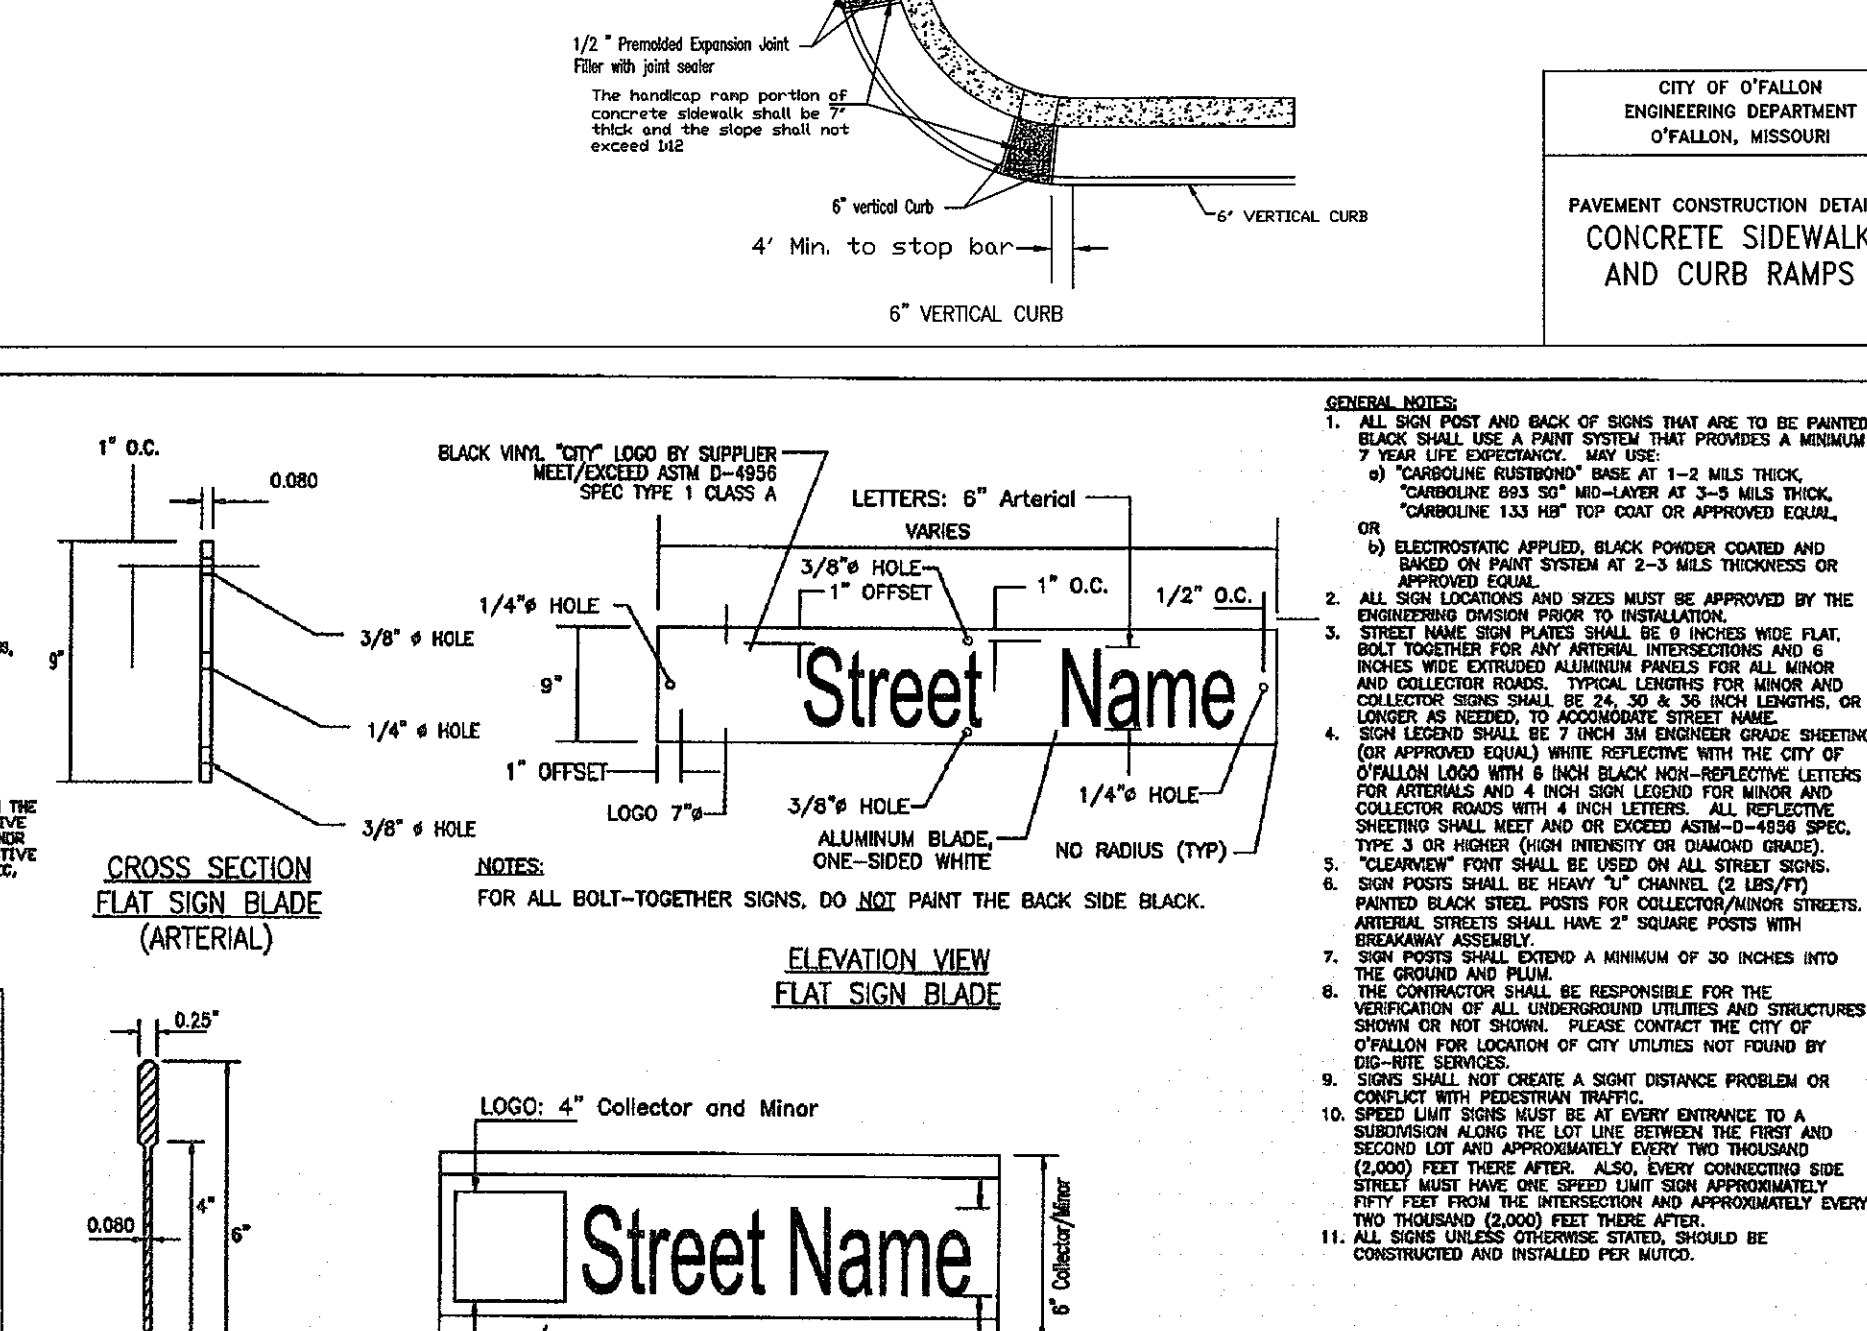 1/2 " Premolded Expansion Joint
Filler with joint sealer
The handicap ramp portion of
concrete sidewalk shall be 7"
thick and the slope shall not
exceed 1:12
6" vertical Curb
6' VERTICAL CURB
4' Min. to stop bar
6" VERTICAL CURB
CITY OF O'FALLON
ENGINEERING DEPARTMENT
O'FALLON, MISSOURI
PAVEMENT CONSTRUCTION DETAI
CONCRETE SIDEWALK
AND CURB RAMPS
1" O.C.
0.080
9"
3/8" ø HOLE
1/4" ø HOLE
3/8" ø HOLE
THE
TIVE
CROSS SECTION
FLAT SIGN BLADE
(ARTERIAL)
BLACK VINYL "CITY" LOGO BY SUPPLIER
MEET/EXCEED ASTM D-4956
SPEC TYPE 1 CLASS A
LETTERS: 6" Arterial
VARIES
3/8"ø HOLE
1" OFFSET
1" O.C.
1/2" O.C.
1/4"ø HOLE
9"
Street Name
1" OFFSET
LOGO 7"ø
3/8"ø HOLE
1/4"ø HOLE
ALUMINUM BLADE,
ONE-SIDED WHITE
NO RADIUS (TYP)
NOTES:
FOR ALL BOLT-TOGETHER SIGNS, DO NOT PAINT THE BACK SIDE BLACK.
ELEVATION VIEW
FLAT SIGN BLADE
0.25"
0.080
4"
6"
LOGO: 4" Collector and Minor
Street Name
6" Collector/Minor
GENERAL NOTES:
1. ALL SIGN POST AND BACK OF SIGNS THAT ARE TO BE PAINTED
BLACK SHALL USE A PAINT SYSTEM THAT PROVIDES A MINIMUM
7 YEAR LIFE EXPECTANCY. MAY USE:
a) "CARBOLINE RUSTBOND" BASE AT 1-2 MILS THICK,
"CARBOLINE 893 SG" MID-LAYER AT 3-5 MILS THICK,
"CARBOLINE 133 HB" TOP COAT OR APPROVED EQUAL,
OR
b) ELECTROSTATIC APPLIED, BLACK POWDER COATED AND
BAKED ON PAINT SYSTEM AT 2-3 MILS THICKNESS OR
APPROVED EQUAL
2. ALL SIGN LOCATIONS AND SIZES MUST BE APPROVED BY THE
ENGINEERING DIVISION PRIOR TO INSTALLATION.
3. STREET NAME SIGN PLATES SHALL BE 9 INCHES WIDE FLAT,
BOLT TOGETHER FOR ANY ARTERIAL INTERSECTIONS AND 6
INCHES WIDE EXTRUDED ALUMINUM PANELS FOR ALL MINOR
AND COLLECTOR ROADS. TYPICAL LENGTHS FOR MINOR AND
COLLECTOR SIGNS SHALL BE 24, 30 & 36 INCH LENGTHS, OR
LONGER AS NEEDED, TO ACCOMODATE STREET NAME.
4. SIGN LEGEND SHALL BE 7 INCH 3M ENGINEER GRADE SHEETING
(OR APPROVED EQUAL) WHITE REFLECTIVE WITH THE CITY OF
O'FALLON LOGO WITH 6 INCH BLACK NON-REFLECTIVE LETTERS
FOR ARTERIALS AND 4 INCH SIGN LEGEND FOR MINOR AND
COLLECTOR ROADS WITH 4 INCH LETTERS. ALL REFLECTIVE
SHEETING SHALL MEET AND OR EXCEED ASTM-D-4956 SPEC,
TYPE 3 OR HIGHER (HIGH INTENSITY OR DIAMOND GRADE).
5. "CLEARVIEW" FONT SHALL BE USED ON ALL STREET SIGNS.
6. SIGN POSTS SHALL BE HEAVY "U" CHANNEL (2 LBS/FT)
PAINTED BLACK STEEL POSTS FOR COLLECTOR/MINOR STREETS.
ARTERIAL STREETS SHALL HAVE 2" SQUARE POSTS WITH
BREAKAWAY ASSEMBLY.
7. SIGN POSTS SHALL EXTEND A MINIMUM OF 30 INCHES INTO
THE GROUND AND PLUM.
8. THE CONTRACTOR SHALL BE RESPONSIBLE FOR THE
VERIFICATION OF ALL UNDERGROUND UTILITIES AND STRUCTURES
SHOWN OR NOT SHOWN. PLEASE CONTACT THE CITY OF
O'FALLON FOR LOCATION OF CITY UTILITIES NOT FOUND BY
DIG-RITE SERVICES.
9. SIGNS SHALL NOT CREATE A SIGHT DISTANCE PROBLEM OR
CONFLICT WITH PEDESTRIAN TRAFFIC.
10. SPEED LIMIT SIGNS MUST BE AT EVERY ENTRANCE TO A
SUBDIVISION ALONG THE LOT LINE BETWEEN THE FIRST AND
SECOND LOT AND APPROXIMATELY EVERY TWO THOUSAND
(2,000) FEET THERE AFTER. ALSO, EVERY CONNECTING SIDE
STREET MUST HAVE ONE SPEED LIMIT SIGN APPROXIMATELY
FIFTY FEET FROM THE INTERSECTION AND APPROXIMATELY EVERY
TWO THOUSAND (2,000) FEET THERE AFTER.
11. ALL SIGNS UNLESS OTHERWISE STATED, SHOULD BE
CONSTRUCTED AND INSTALLED PER MUTCD.